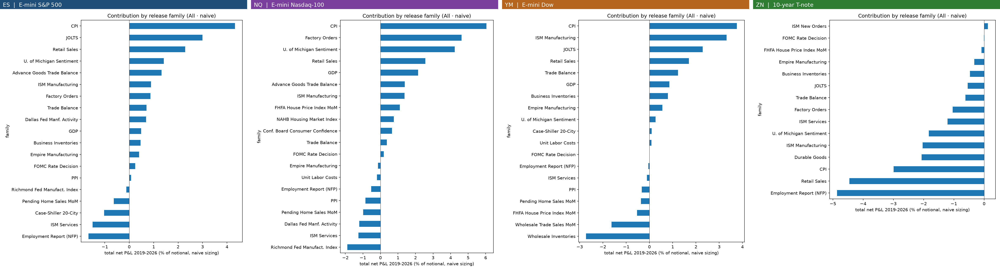 ES | E-mini S&P 500
Contribution by release family (All · naive)
family
CPI
JOLTS
Retail Sales
U. of Michigan Sentiment
Advance Goods Trade Balance
ISM Manufacturing
Factory Orders
Trade Balance
Dallas Fed Manf. Activity
GDP
Business Inventories
Empire Manufacturing
FOMC Rate Decision
PPI
Richmond Fed Manufact. Index
Pending Home Sales MoM
Case-Shiller 20-City
ISM Services
Employment Report (NFP)
−1 0 1 2 3 4
total net P&L 2019-2026 (% of notional, naive sizing)
NQ | E-mini Nasdaq-100
Contribution by release family (All · naive)
family
CPI
Factory Orders
U. of Michigan Sentiment
Retail Sales
GDP
Advance Goods Trade Balance
ISM Manufacturing
FHFA House Price Index MoM
NAHB Housing Market Index
Conf. Board Consumer Confidence
Trade Balance
FOMC Rate Decision
Empire Manufacturing
Unit Labor Costs
Employment Report (NFP)
PPI
Pending Home Sales MoM
Dallas Fed Manf. Activity
ISM Services
Richmond Fed Manufact. Index
−2 −1 0 1 2 3 4 5 6
total net P&L 2019-2026 (% of notional, naive sizing)
YM | E-mini Dow
Contribution by release family (All · naive)
family
CPI
ISM Manufacturing
JOLTS
Retail Sales
Trade Balance
GDP
Business Inventories
Empire Manufacturing
U. of Michigan Sentiment
Case-Shiller 20-City
Unit Labor Costs
FOMC Rate Decision
Employment Report (NFP)
ISM Services
PPI
Pending Home Sales MoM
FHFA House Price Index MoM
Wholesale Trade Sales MoM
Wholesale Inventories
−3 −2 −1 0 1 2 3 4
total net P&L 2019-2026 (% of notional, naive sizing)
ZN | 10-year T-note
Contribution by release family (All · naive)
family
ISM New Orders
FOMC Rate Decision
FHFA House Price Index MoM
Empire Manufacturing
Business Inventories
JOLTS
Trade Balance
Factory Orders
ISM Services
U. of Michigan Sentiment
ISM Manufacturing
Durable Goods
CPI
Retail Sales
Employment Report (NFP)
−5 −4 −3 −2 −1 0
total net P&L 2019-2026 (% of notional, naive sizing)